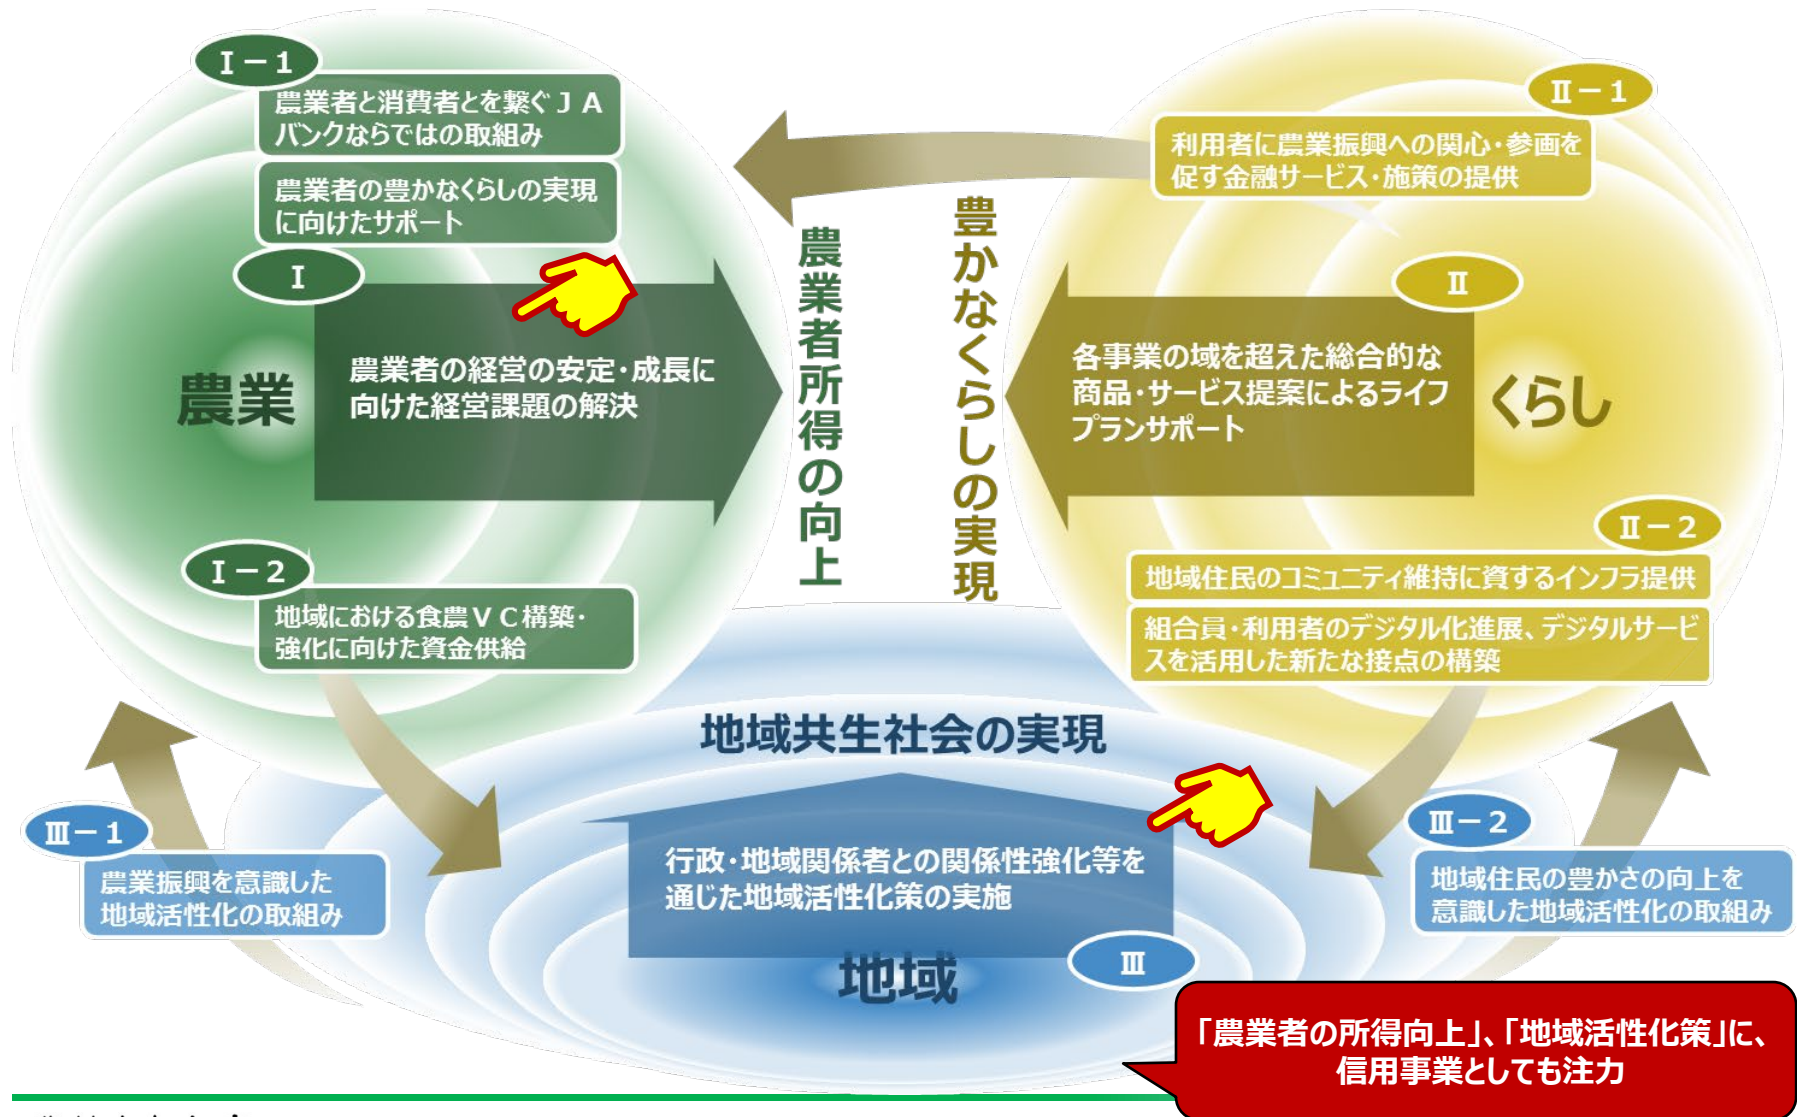 Ⅰ－1
農業者と消費者とを繋ぐＪＡ
バンクならではの取組み
農業者の豊かなくらしの実現
に向けたサポート
Ⅰ
農業
農業者の経営の安定・成長に
向けた経営課題の解決
Ⅰ－2
地域における食農ＶＣ構築・
強化に向けた資金供給
農業者所得の向上
豊かなくらしの実現
Ⅱ－1
利用者に農業振興への関心・参画を
促す金融サービス・施策の提供
Ⅱ
各事業の域を超えた総合的な
商品・サービス提案によるライフ
プランサポート
くらし
Ⅱ－2
地域住民のコミュニティ維持に資するインフラ提供
組合員・利用者のデジタル化進展、デジタルサービ
スを活用した新たな接点の構築
地域共生社会の実現
Ⅲ－1
農業振興を意識した
地域活性化の取組み
行政・地域関係者との関係性強化等を
通じた地域活性化策の実施
地域
Ⅲ
Ⅲ－2
地域住民の豊かさの向上を
意識した地域活性化の取組み
「農業者の所得向上」、「地域活性化策」に、
信用事業としても注力